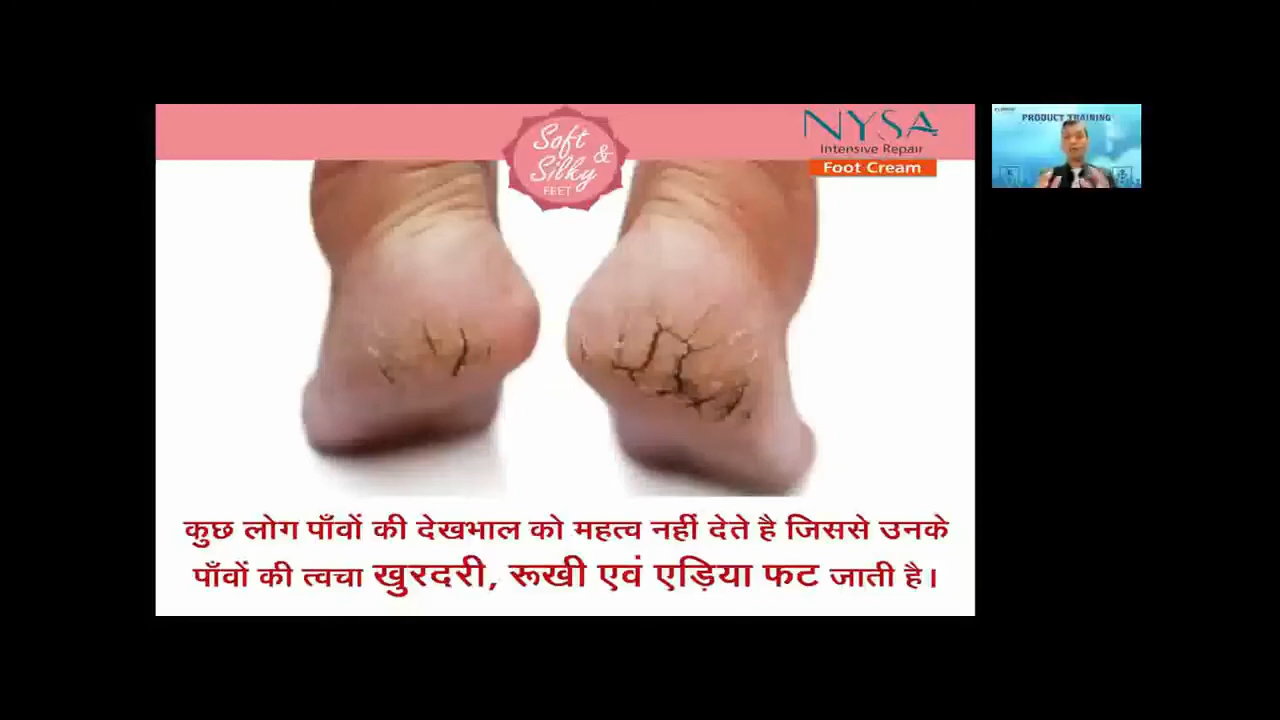 Soft &
Silky
FEET
NYSA
Intensive Repair
Foot Cream
PRODUCT TRAINING
कुछ लोग पाँवों की देखभाल को महत्व नहीं देते है जिससे उनके
पाँवों की त्वचा खुरदरी, रूखी एवं एड़िया फट जाती है।